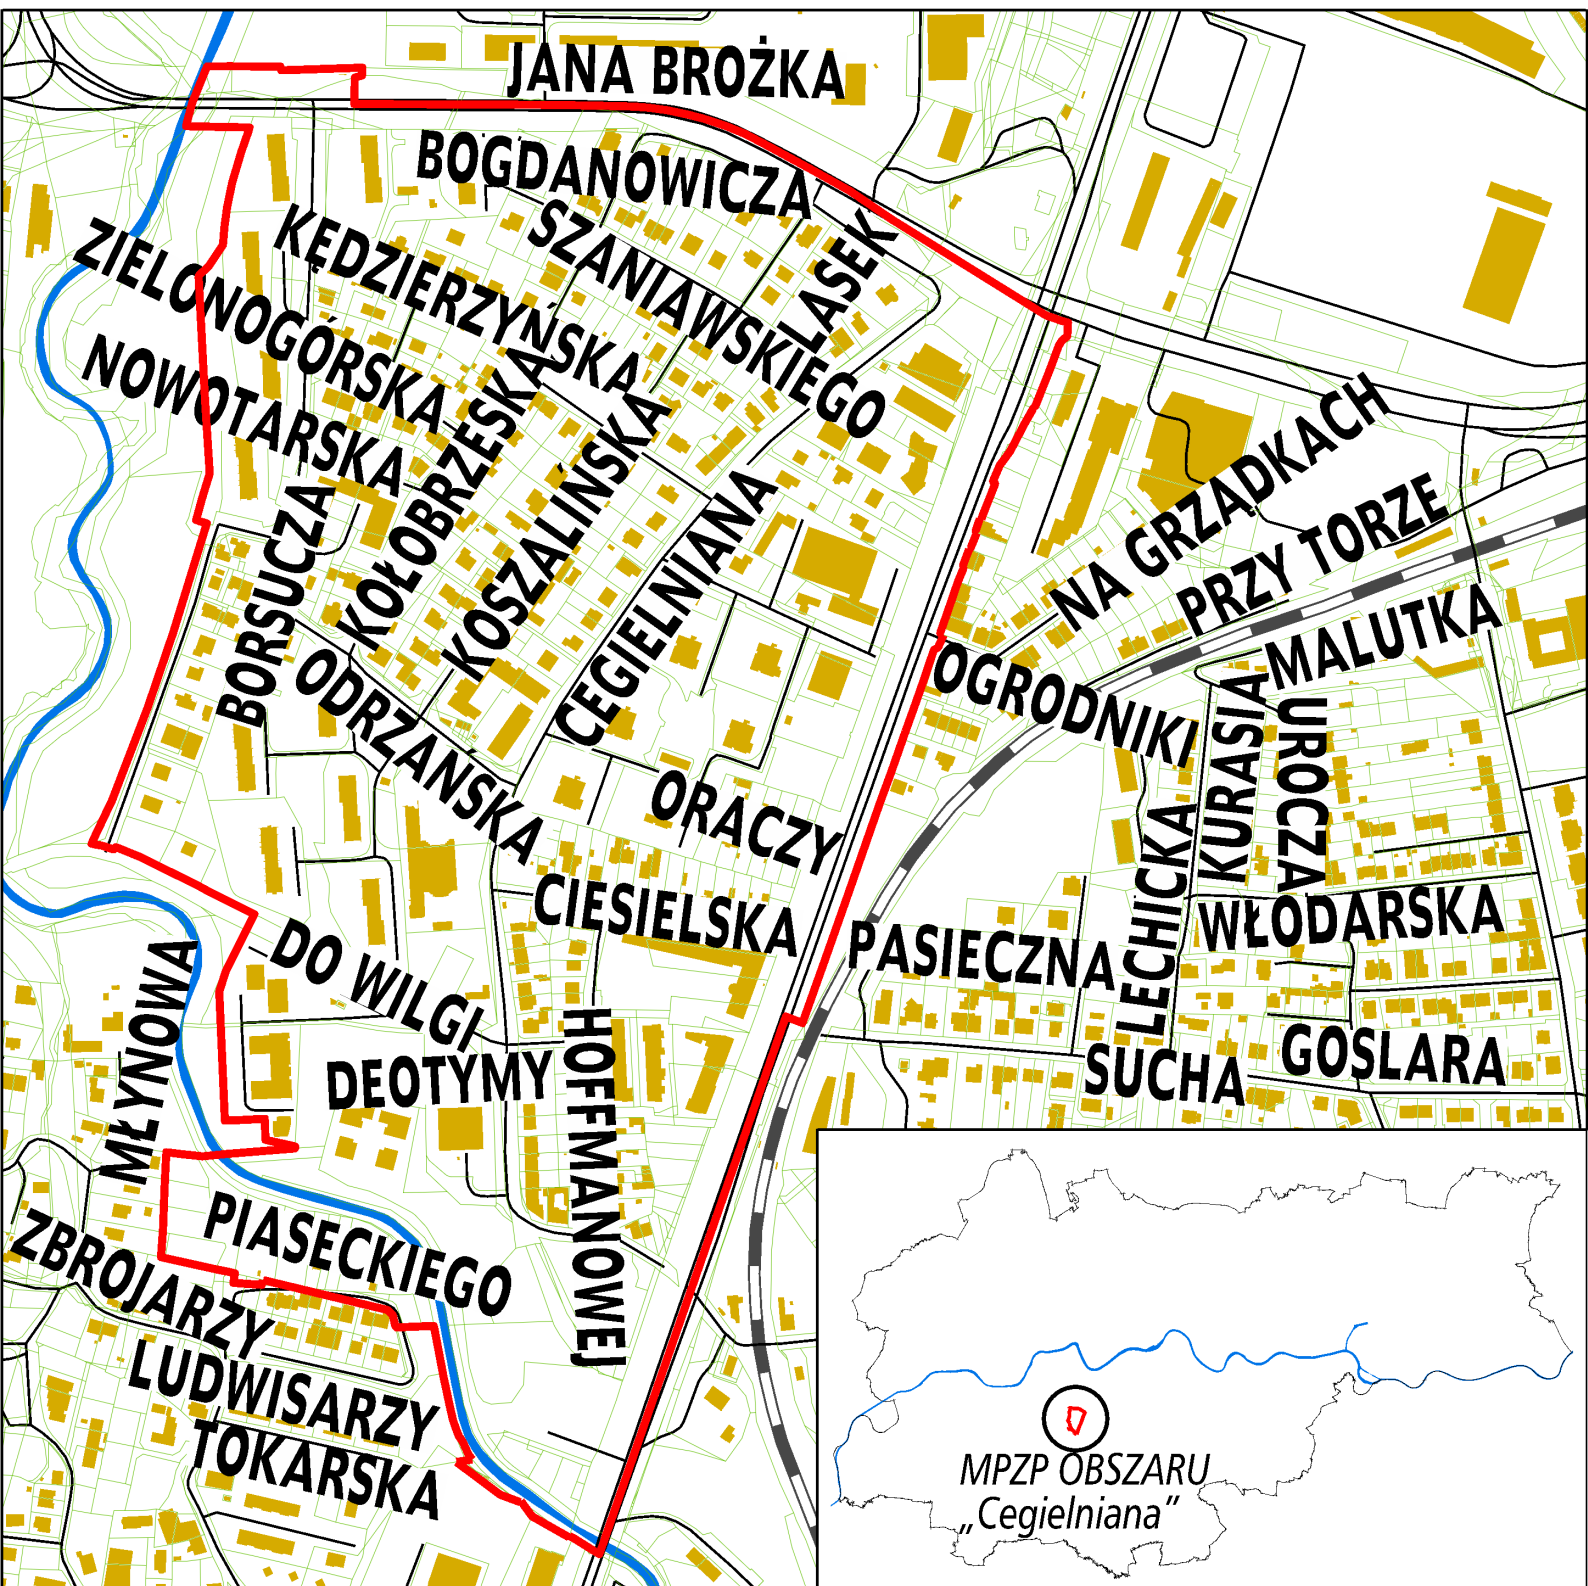 JANA BROŻKA
BOGDANOWICZA
SZANIAWSKIEGO
LASEK
KĘDZIERZYŃSKA
ZIELONOGÓRSKA
NOWOTARSKA
KOŁOBRZESKA
KOSZALIŃSKA
CEGIELNIANA
BORSUCZA
ODRZAŃSKA
NA GRZĄDKACH
PRZY TORZE
MALUTKA
OGRODNIKI
KURASIA
UROCZA
LECHICKA
ORACZY
CIESIELSKA
PASIECZNA
WŁODARSKA
GOSLARA
SUCHA
DO WILGI
DEOTYMY
HOFFMANOWEJ
MŁYNOWA
PIASECKIEGO
ZBROJARZY
LUDWISARZY
TOKARSKA
MPZP OBSZARU
„Cegielniana”